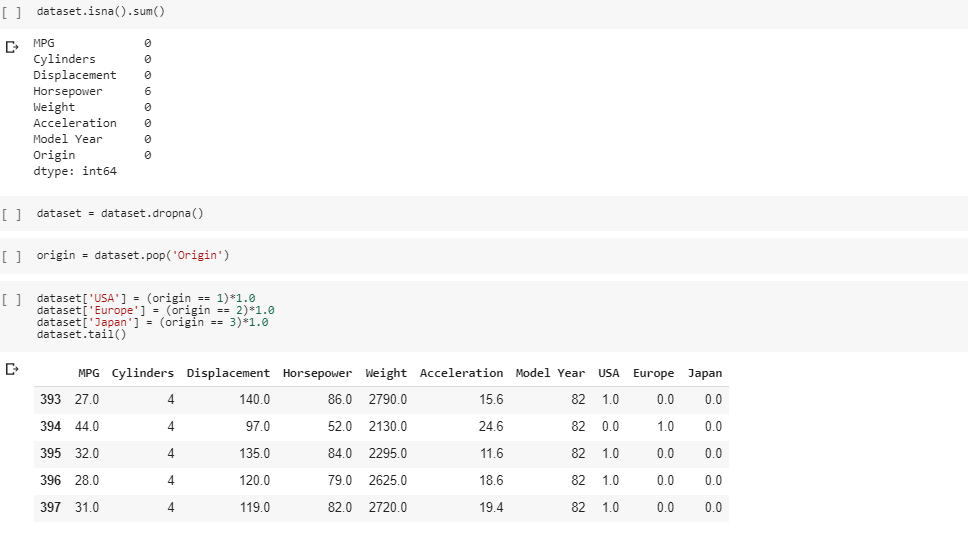 [ ] dataset.isna().sum()
MPG 0
Cylinders 0
Displacement 0
Horsepower 6
Weight 0
Acceleration 0
Model Year 0
Origin 0
dtype: int64
[ ] dataset = dataset.dropna()
[ ] origin = dataset.pop('Origin')
[ ] dataset['USA'] = (origin == 1)*1.0
dataset['Europe'] = (origin == 2)*1.0
dataset['Japan'] = (origin == 3)*1.0
dataset.tail()
MPG Cylinders Displacement Horsepower Weight Acceleration Model Year USA Europe Japan
393 27.0 4 140.0 86.0 2790.0 15.6 82 1.0 0.0 0.0
394 44.0 4 97.0 52.0 2130.0 24.6 82 0.0 1.0 0.0
395 32.0 4 135.0 84.0 2295.0 11.6 82 1.0 0.0 0.0
396 28.0 4 120.0 79.0 2625.0 18.6 82 1.0 0.0 0.0
397 31.0 4 119.0 82.0 2720.0 19.4 82 1.0 0.0 0.0